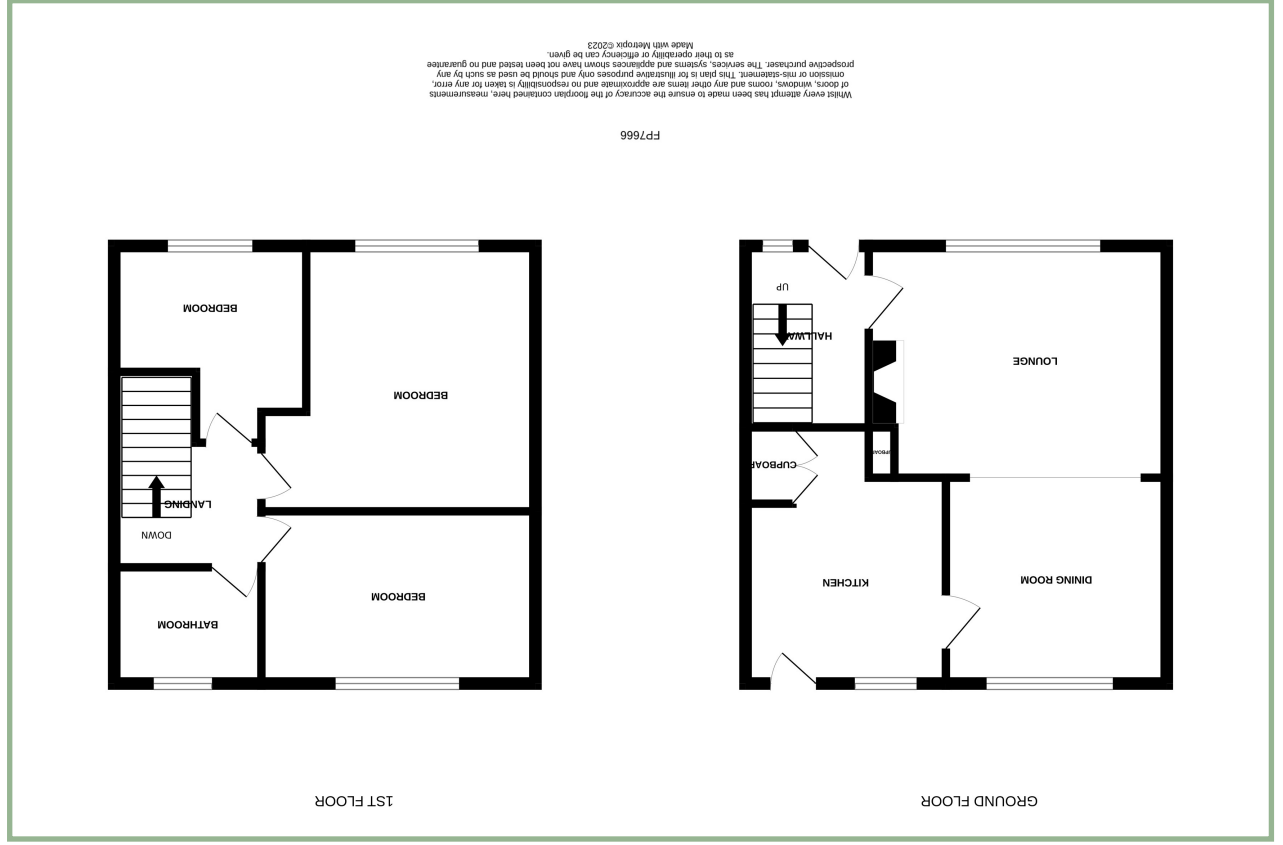 GROUND FLOOR
1ST FLOOR
DINING ROOM
KITCHEN
CUPBOAR
UPBOAR
LOUNGE
HALLWAY
UP
BEDROOM
BATHROOM
DOWN
LANDING
BEDROOM
BEDROOM
FP7666
Whilst every attempt has been made to ensure the accuracy of the floorplan contained here, measurements
of doors, windows, rooms and any other items are approximate and no responsibility is taken for any error,
omission or mis-statement. This plan is for illustrative purposes only and should be used as such by any
prospective purchaser. The services, systems and appliances shown have not been tested and no guarantee
as to their operability or efficiency can be given.
Made with Metropix ©2023